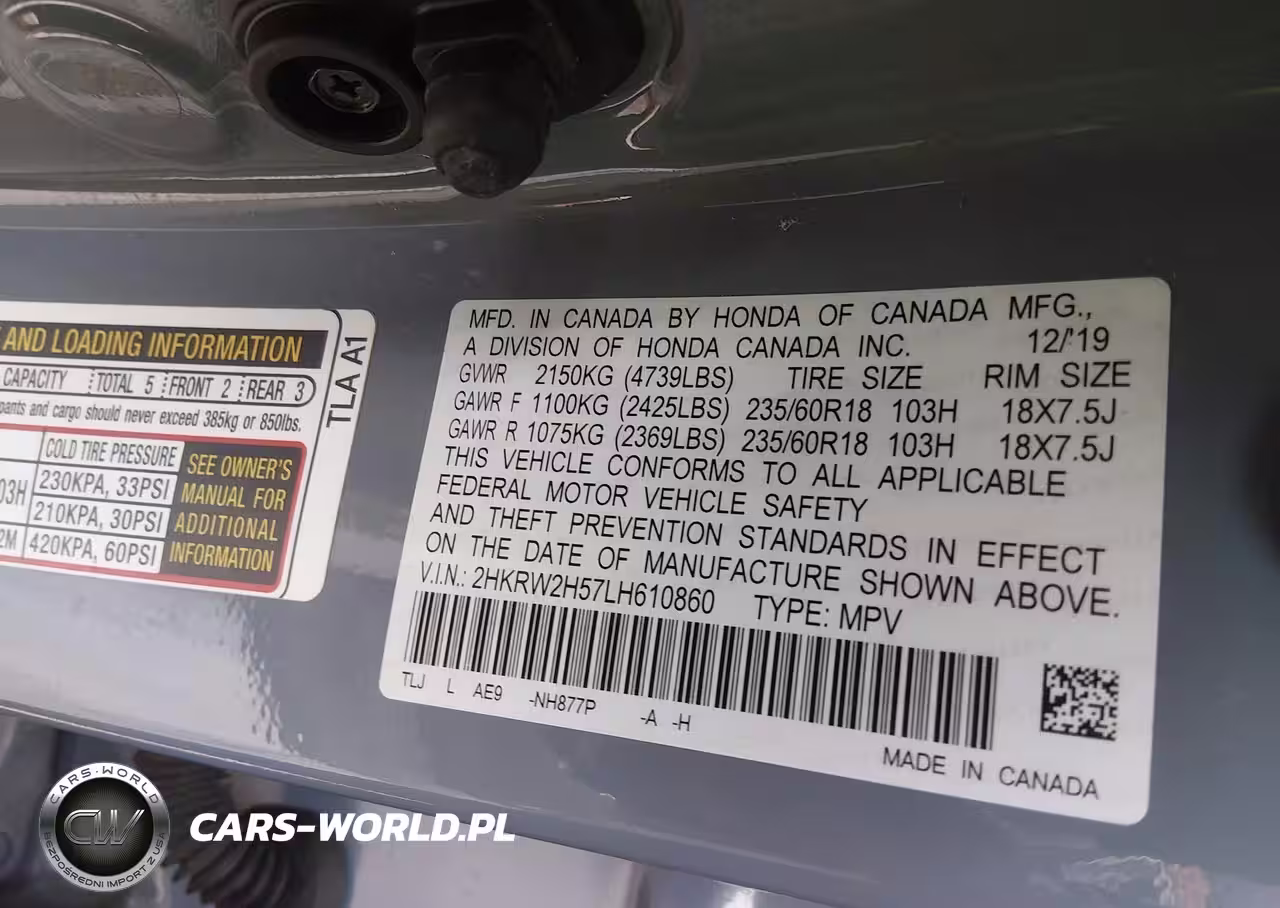 AND LOADING INFORMATION
CAPACITY TOTAL 5 FRONT 2 REAR 3
and cargo should never exceed 385kg or 850lbs.
COLD TIRE PRESSURE
230KPA, 33PSI
210KPA, 30PSI
420KPA, 60PSI
SEE OWNER'S
MANUAL FOR
ADDITIONAL
INFORMATION
TLA A1
MFD. IN CANADA BY HONDA OF CANADA MFG.,
A DIVISION OF HONDA CANADA INC. 12/'19
GVWR 2150KG (4739LBS) TIRE SIZE RIM SIZE
GAWR F 1100KG (2425LBS) 235/60R18 103H 18X7.5J
GAWR R 1075KG (2369LBS) 235/60R18 103H 18X7.5J
THIS VEHICLE CONFORMS TO ALL APPLICABLE
FEDERAL MOTOR VEHICLE SAFETY
AND THEFT PREVENTION STANDARDS IN EFFECT
ON THE DATE OF MANUFACTURE SHOWN ABOVE.
V.I.N.: 2HKRW2H57LH610860 TYPE: MPV
TLJ L AE9 -NH877P -A -H
MADE IN CANADA
CARS-WORLD
CW
BEZPOŚREDNI IMPORT Z USA
CARS-WORLD.PL